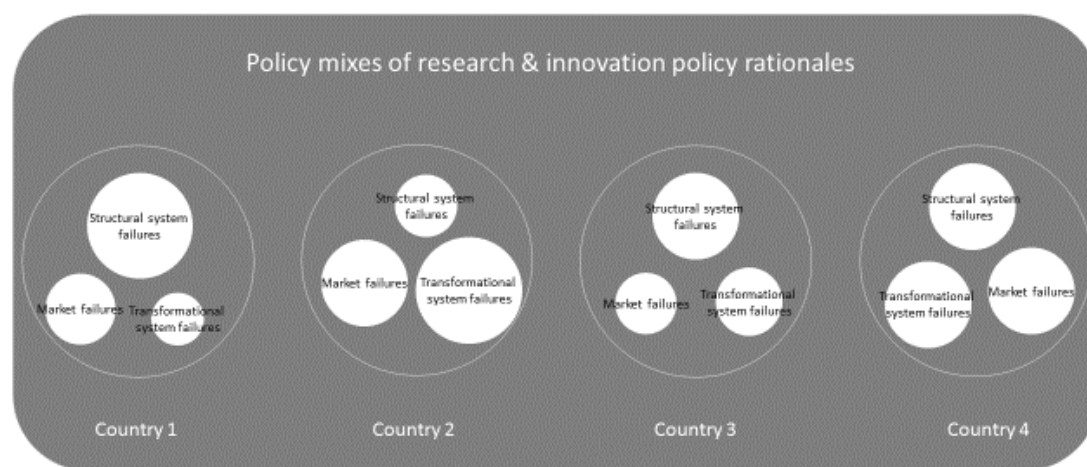 Policy mixes of research & innovation policy rationales
Structural system
failures
Market failures
Transformational
system failures
Country 1
Structural system
failures
Market failures
Transformational
system failures
Country 2
Structural system
failures
Market failures
Transformational
system failures
Country 3
Structural system
failures
Transformational
system failures
Market failures
Country 4